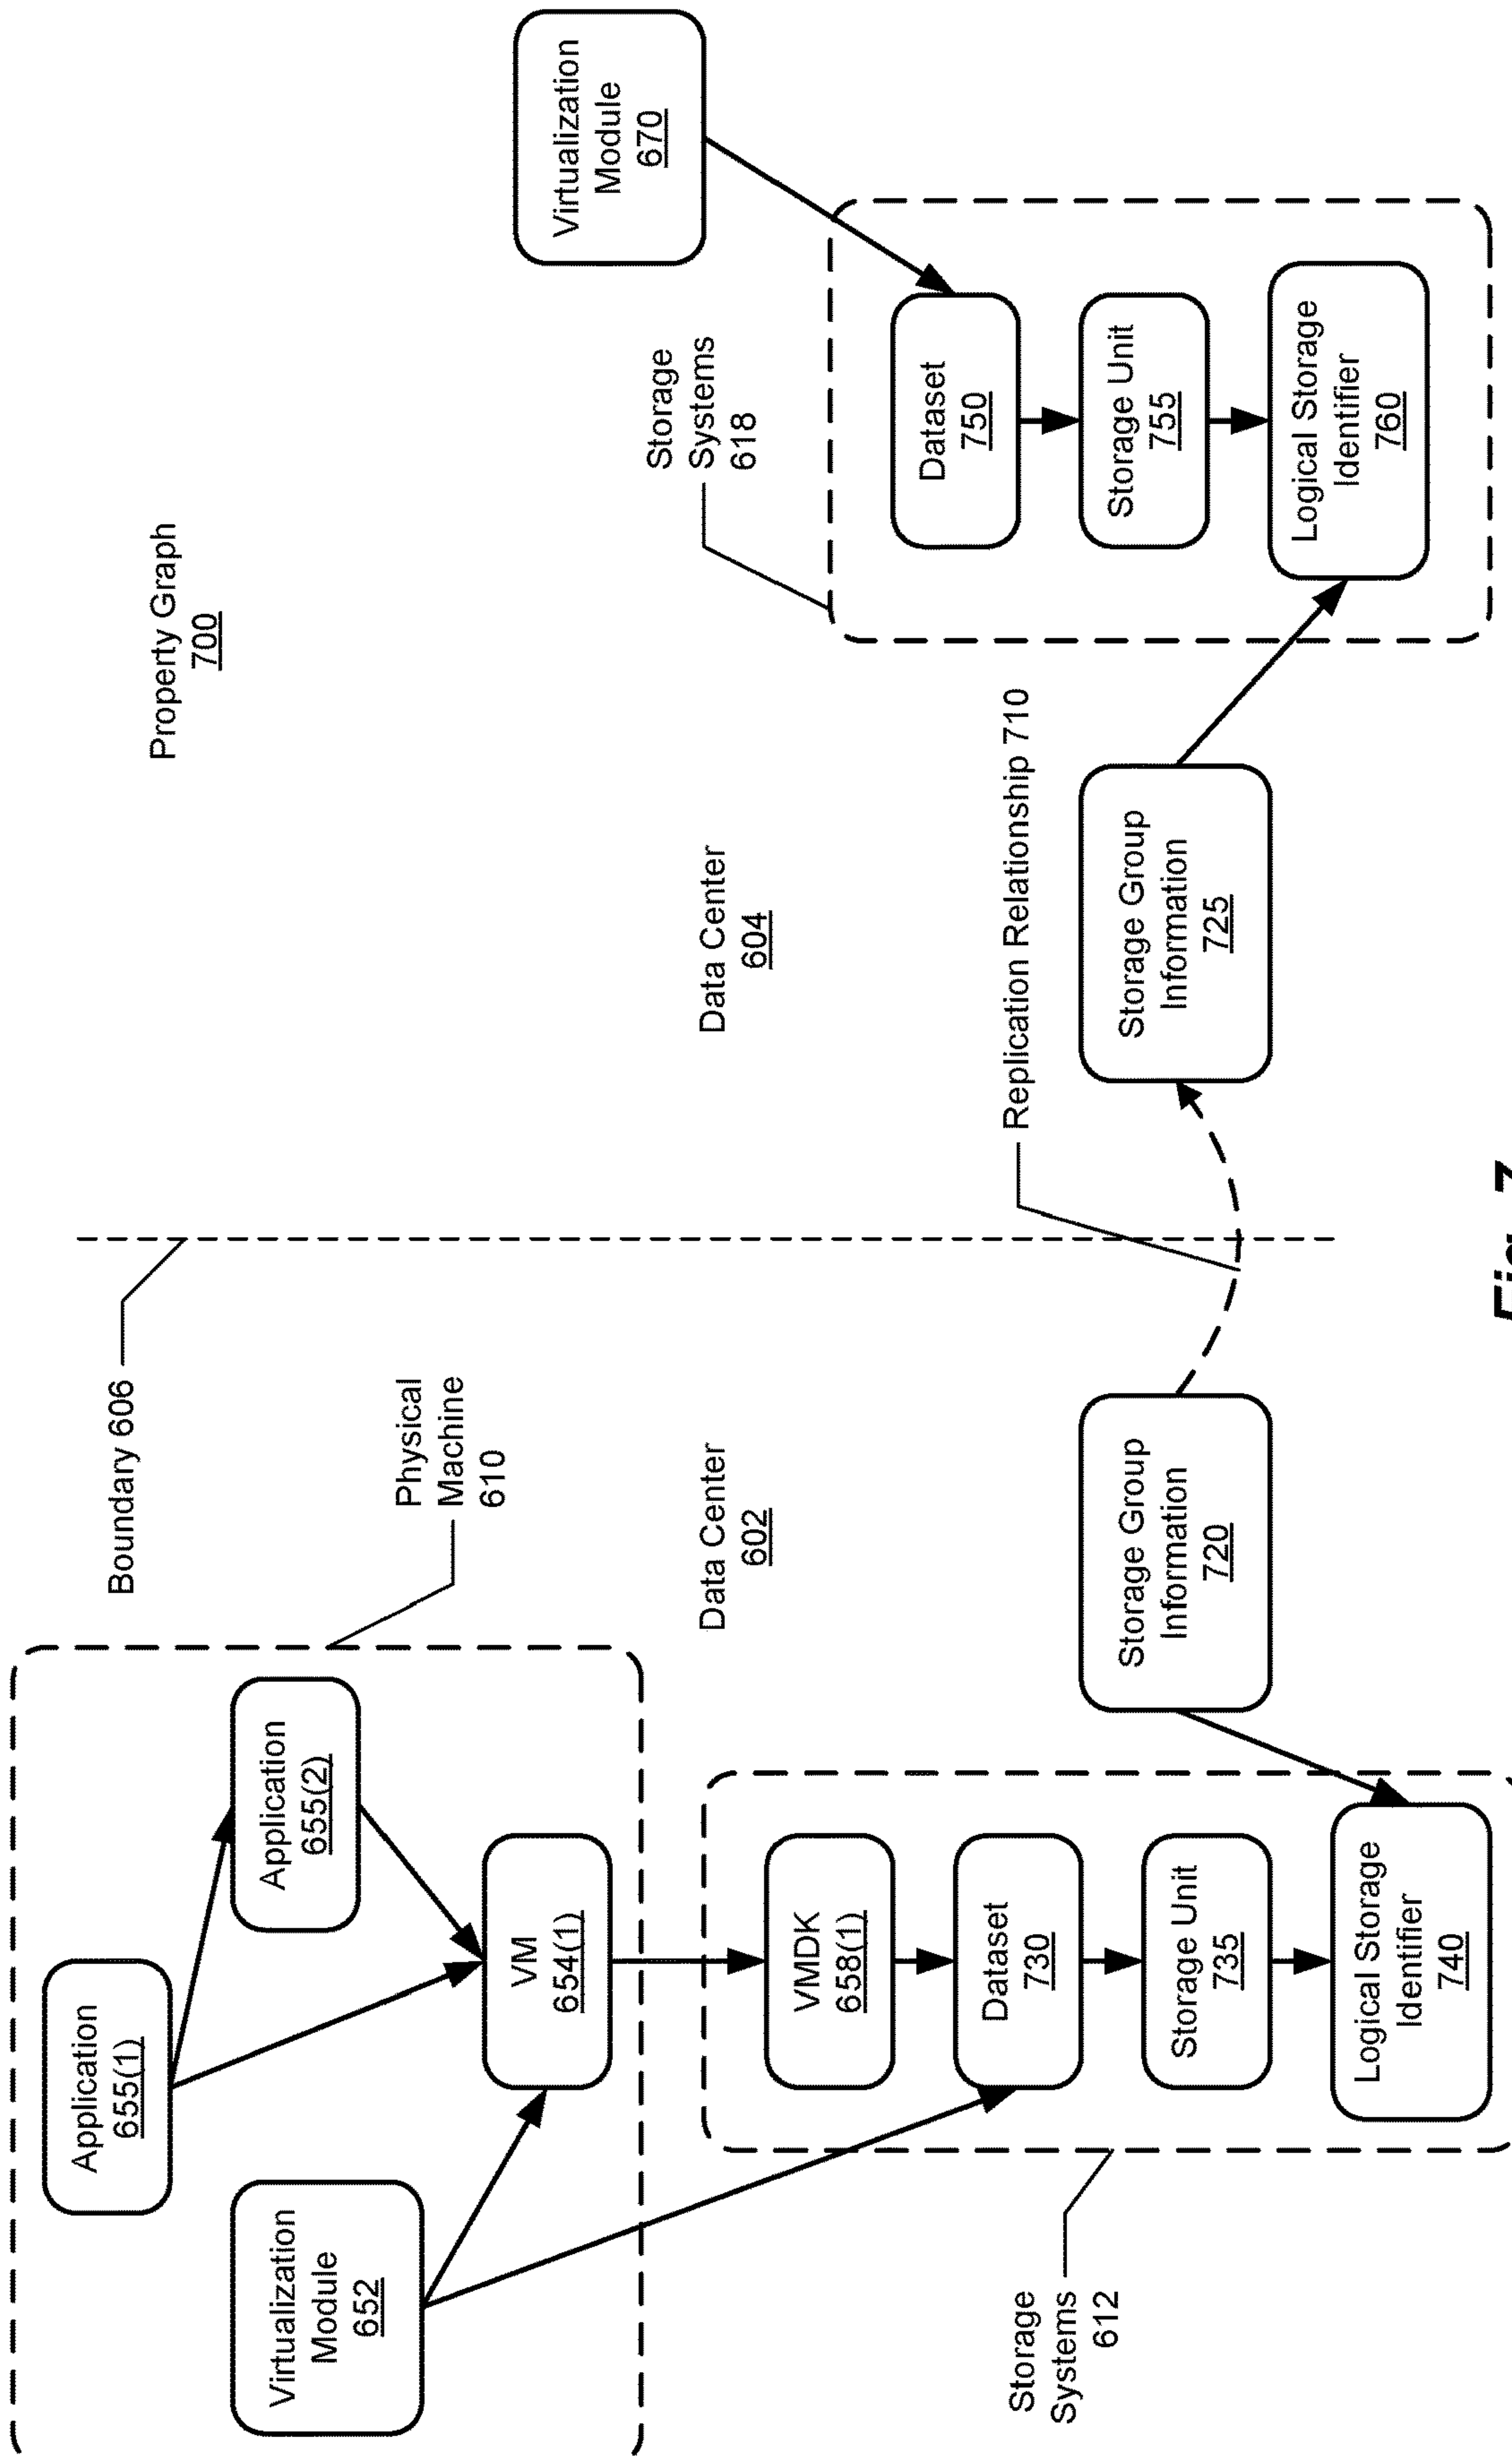 Property Graph
700
Boundary 606
Physical
Machine
610
Application
655(1)
Application
655(2)
Virtualization
Module
652
VM
654(1)
Data Center
602
Data Center
604
Storage
Systems
612
VMDK
658(1)
Dataset
730
Storage Unit
735
Logical Storage
Identifier
740
Storage Group
Information
720
Replication Relationship 710
Storage Group
Information
725
Storage
Systems
618
Virtualization
Module
670
Dataset
750
Storage Unit
755
Logical Storage
Identifier
760
Fig. 7